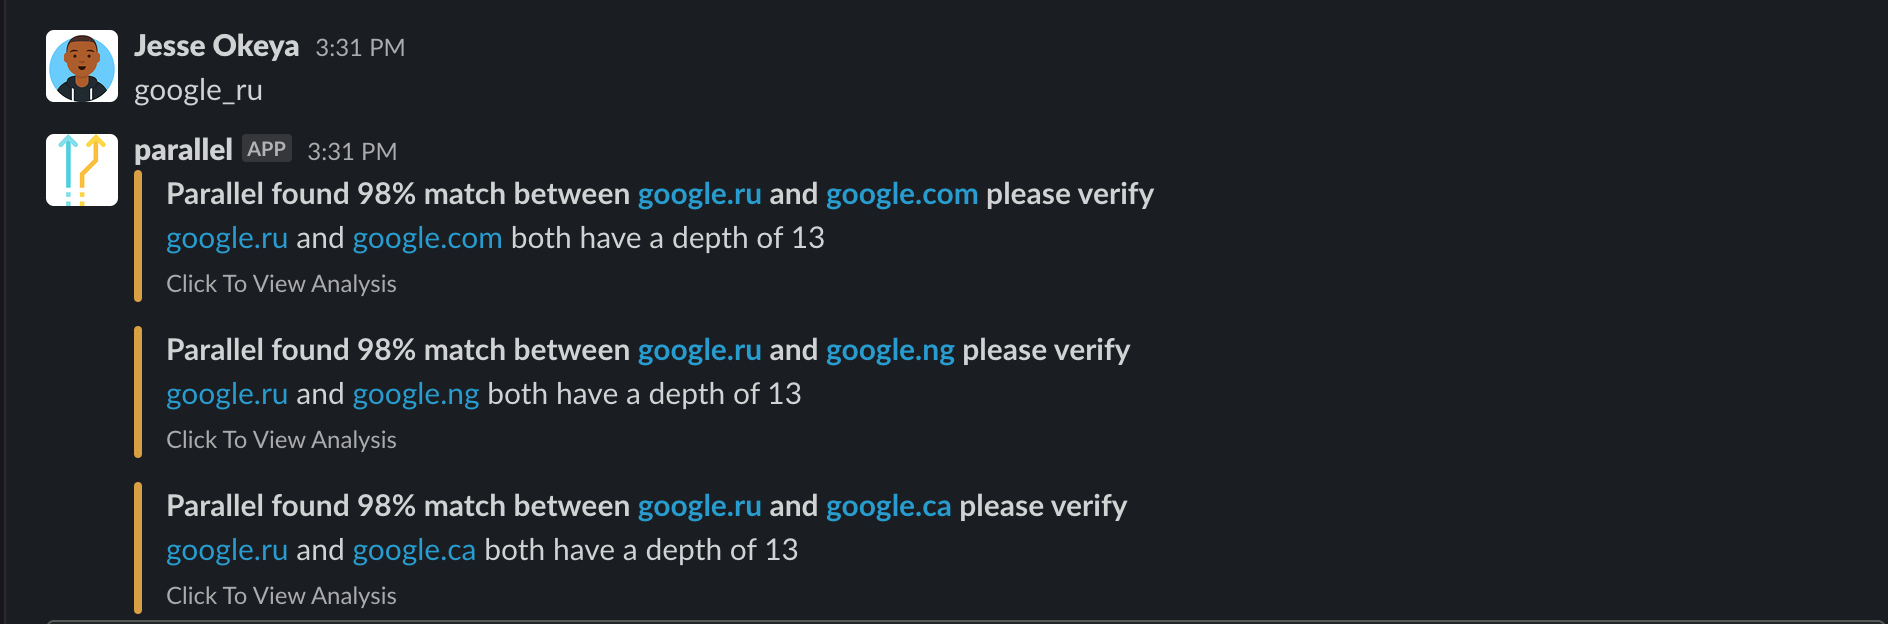 Jesse Okeya 3:31 PM
google_ru
parallel APP 3:31 PM
Parallel found 98% match between google.ru and google.com please verify
google.ru and google.com both have a depth of 13
Click To View Analysis
Parallel found 98% match between google.ru and google.ng please verify
google.ru and google.ng both have a depth of 13
Click To View Analysis
Parallel found 98% match between google.ru and google.ca please verify
google.ru and google.ca both have a depth of 13
Click To View Analysis